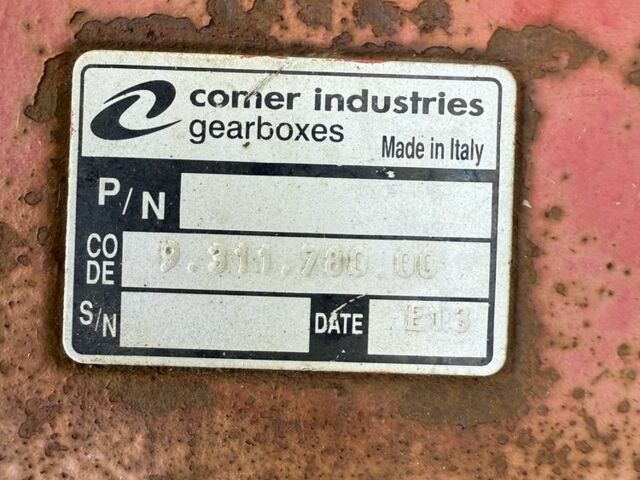 comer industries
gearboxes
Made in Italy
P/N
CODE 9.311.780.00
S/N DATE E13